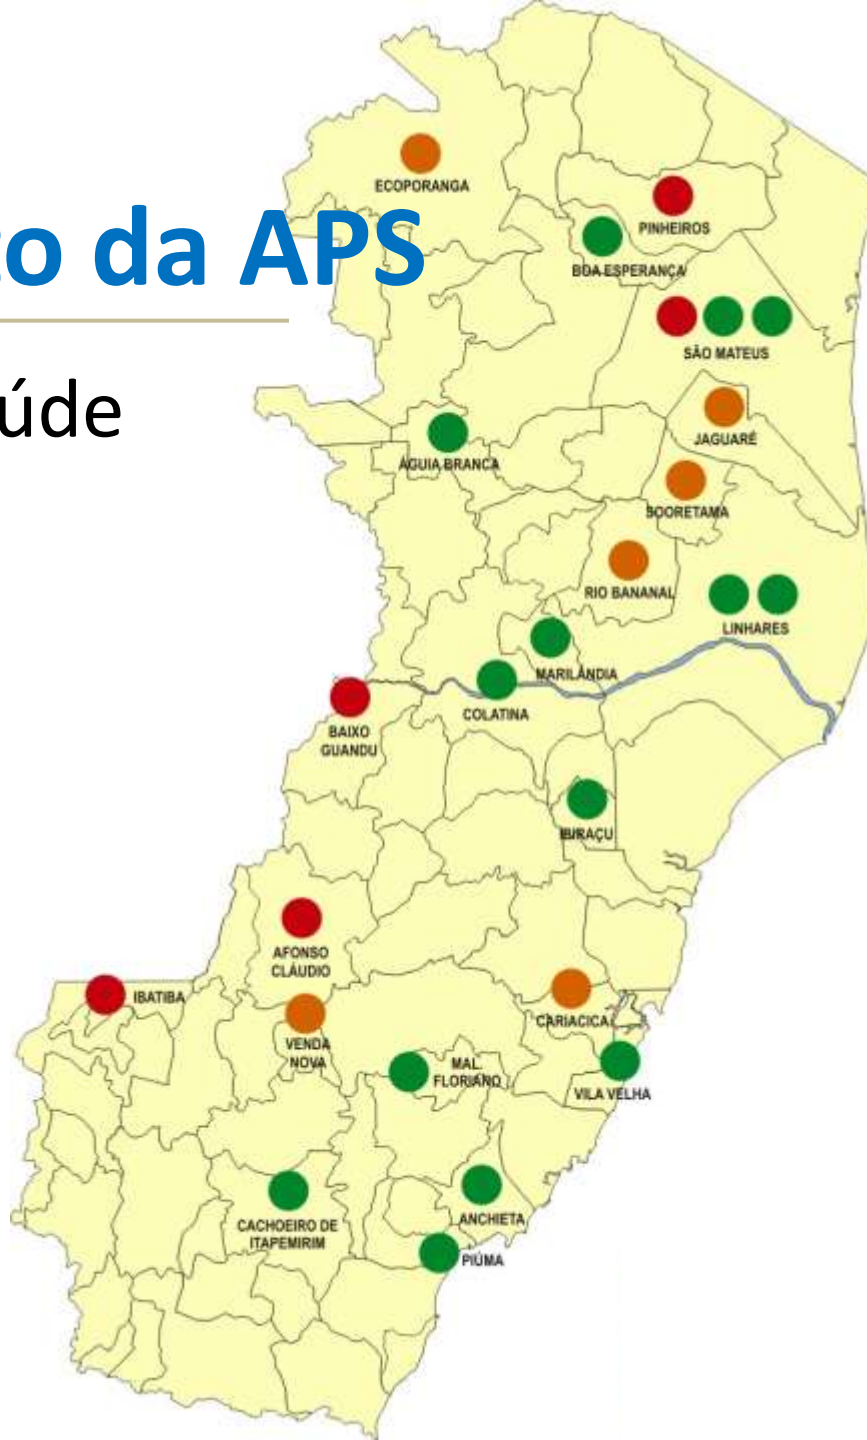 ECOPORANGA
PINHEIROS
to da APS
BOA ESPERANÇA
SÃO MATEUS
úde
JAGUARÉ
ÁGUIA BRANCA
SOORETAMA
RIO BANANAL
LINHARES
MARILÂNDIA
COLATINA
BAIXO
GUANDU
IBIRAÇU
AFONSO
CLÁUDIO
IBATIBA
CARIACICA
VENDA
NOVA
MAL.
FLORIANO
VILA VELHA
ANCHIETA
CACHOEIRO DE
ITAPEMIRIM
PIÚMA